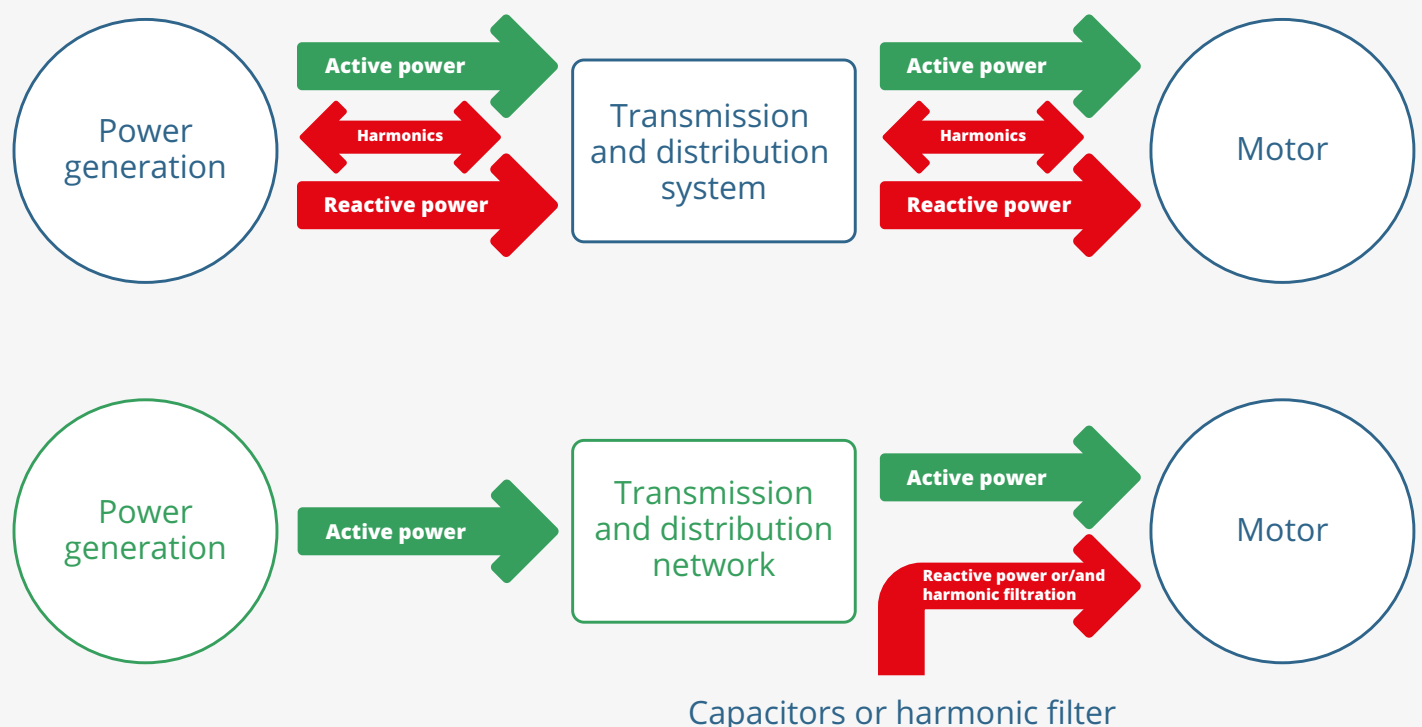 Active power
Active power
Power
generation
Harmonics
Transmission
and distribution
system
Harmonics
Motor
Reactive power
Reactive power
Power
generation
Active power
Transmission
and distribution
network
Active power
Reactive power or/and
harmonic filtration
Motor
Capacitors or harmonic filter